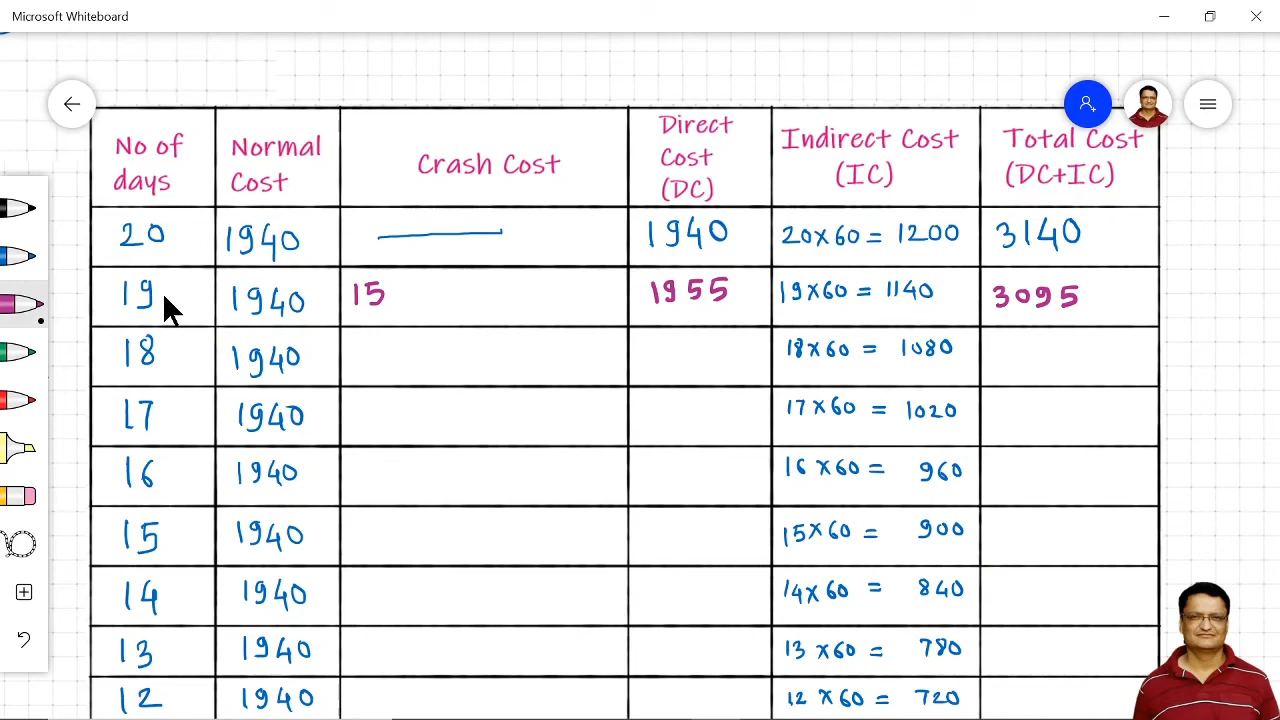 Microsoft Whiteboard
No of days Normal Cost Crash Cost Direct Cost (DC) Indirect Cost (IC) Total Cost (DC+IC)
20 1940 1940 20x60 = 1200 3140
19 1940 15 1955 19x60 = 1140 3095
18 1940 18x60 = 1080
17 1940 17x60 = 1020
16 1940 16x60 = 960
15 1940 15x60 = 900
14 1940 14x60 = 840
13 1940 13x60 = 780
12 1940 12x60 = 720